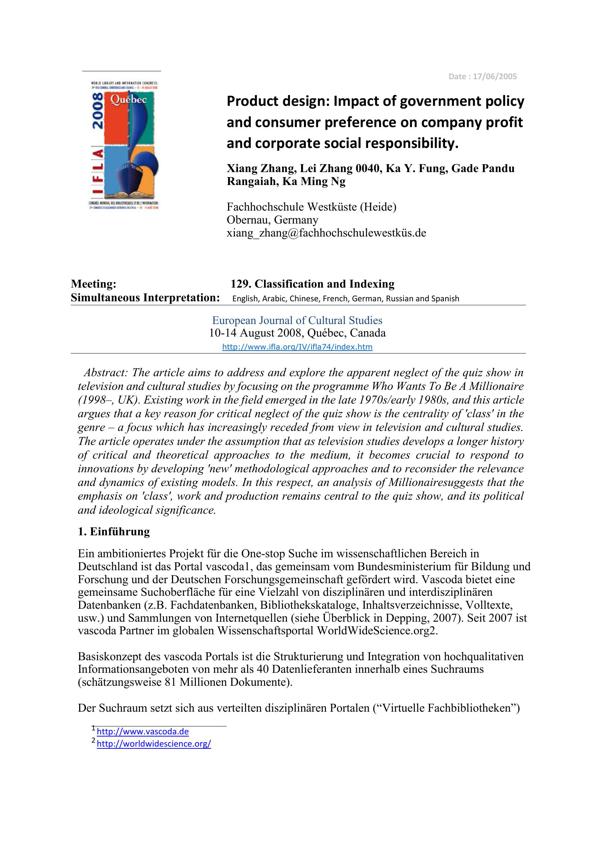 Date : 17/06/2005
WORLD LIBRARY AND INFORMATION CONGRESS
2008
Québec
IFLA
Product design: Impact of government policy
and consumer preference on company profit
and corporate social responsibility.
Xiang Zhang, Lei Zhang 0040, Ka Y. Fung, Gade Pandu
Rangaiah, Ka Ming Ng
Fachhochschule Westküste (Heide)
Obernau, Germany
xiang_zhang@fachhochschulewestküs.de
Meeting: 129. Classification and Indexing
Simultaneous Interpretation: English, Arabic, Chinese, French, German, Russian and Spanish
European Journal of Cultural Studies
10-14 August 2008, Québec, Canada
http://www.ifla.org/IV/ifla74/index.htm
Abstract: The article aims to address and explore the apparent neglect of the quiz show in
television and cultural studies by focusing on the programme Who Wants To Be A Millionaire
(1998–, UK). Existing work in the field emerged in the late 1970s/early 1980s, and this article
argues that a key reason for critical neglect of the quiz show is the centrality of 'class' in the
genre – a focus which has increasingly receded from view in television and cultural studies.
The article operates under the assumption that as television studies develops a longer history
of critical and theoretical approaches to the medium, it becomes crucial to respond to
innovations by developing 'new' methodological approaches and to reconsider the relevance
and dynamics of existing models. In this respect, an analysis of Millionairesuggests that the
emphasis on 'class', work and production remains central to the quiz show, and its political
and ideological significance.
1. Einführung
Ein ambitioniertes Projekt für die One-stop Suche im wissenschaftlichen Bereich in
Deutschland ist das Portal vascoda1, das gemeinsam vom Bundesministerium für Bildung und
Forschung und der Deutschen Forschungsgemeinschaft gefördert wird. Vascoda bietet eine
gemeinsame Suchoberfläche für eine Vielzahl von disziplinären und interdisziplinären
Datenbanken (z.B. Fachdatenbanken, Bibliothekskataloge, Inhaltsverzeichnisse, Volltexte,
usw.) und Sammlungen von Internetquellen (siehe Überblick in Depping, 2007). Seit 2007 ist
vascoda Partner im globalen Wissenschaftsportal WorldWideScience.org2.
Basiskonzept des vascoda Portals ist die Strukturierung und Integration von hochqualitativen
Informationsangeboten von mehr als 40 Datenlieferanten innerhalb eines Suchraums
(schätzungsweise 81 Millionen Dokumente).
Der Suchraum setzt sich aus verteilten disziplinären Portalen (“Virtuelle Fachbibliotheken”)
1 http://www.vascoda.de
2 http://worldwidescience.org/